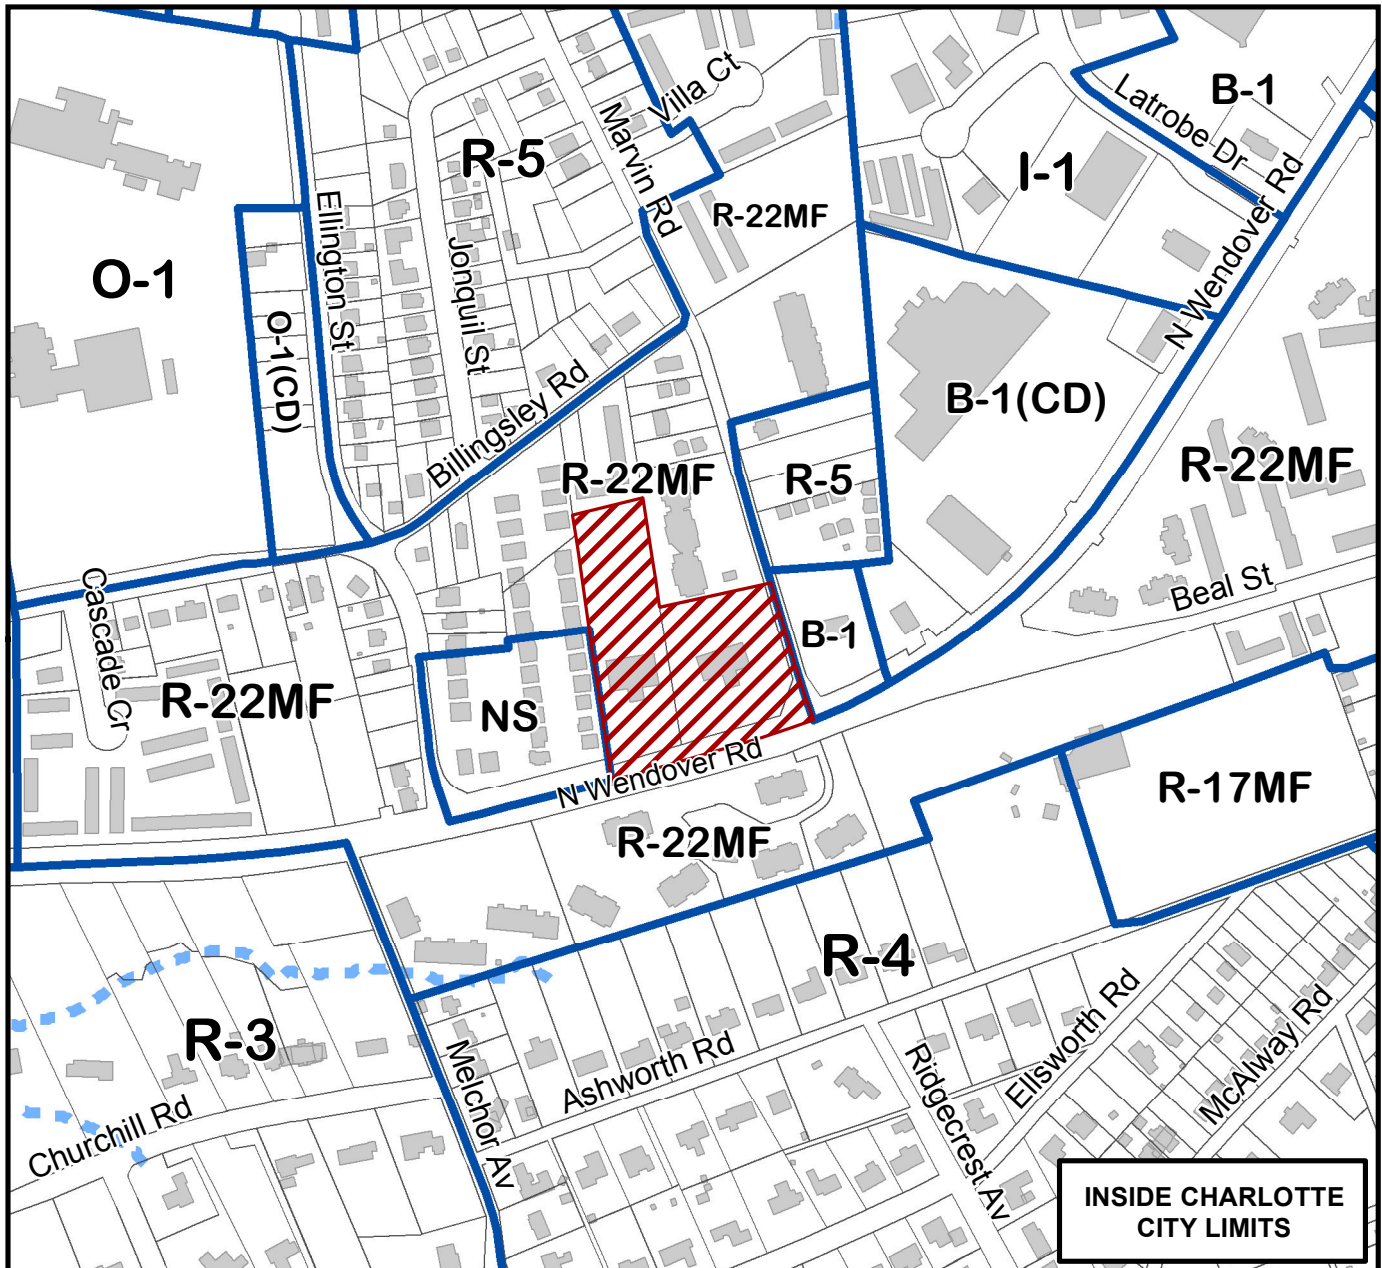 B-1
Latrobe Dr
Villa Ct
Marvin Rd
R-5
I-1
R-22MF
Ellington St
N Wendover Rd
O-1
Jonquil St
O-1(CD)
B-1(CD)
Billingsley Rd
R-22MF
R-5
R-22MF
Cascade Cr
Beal St
B-1
R-22MF
NS
N Wendover Rd
R-17MF
R-22MF
R-4
R-3
Melchor Av
Ashworth Rd
Ellsworth Rd
McAlway Rd
Ridgecrest Av
Churchill Rd
INSIDE CHARLOTTE
CITY LIMITS